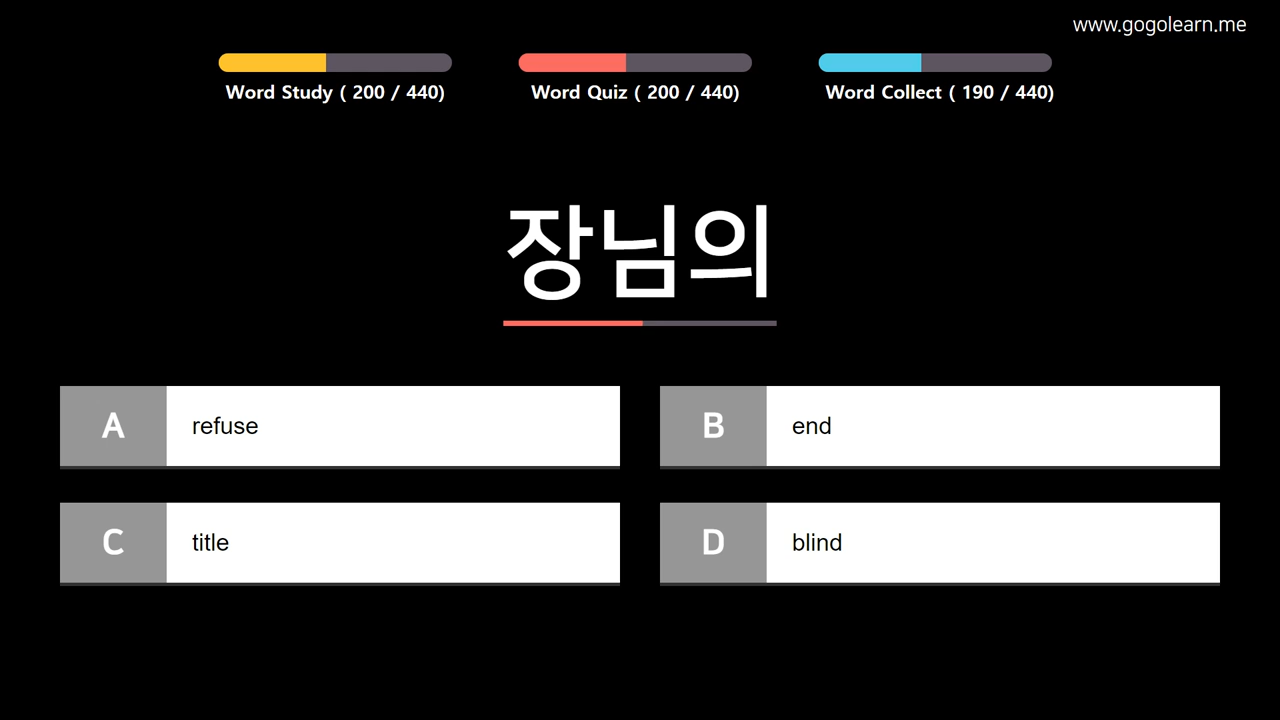 www.gogolearn.me
Word Study ( 200 / 440)
Word Quiz ( 200 / 440)
Word Collect ( 190 / 440)
장님의
A refuse
B end
C title
D blind